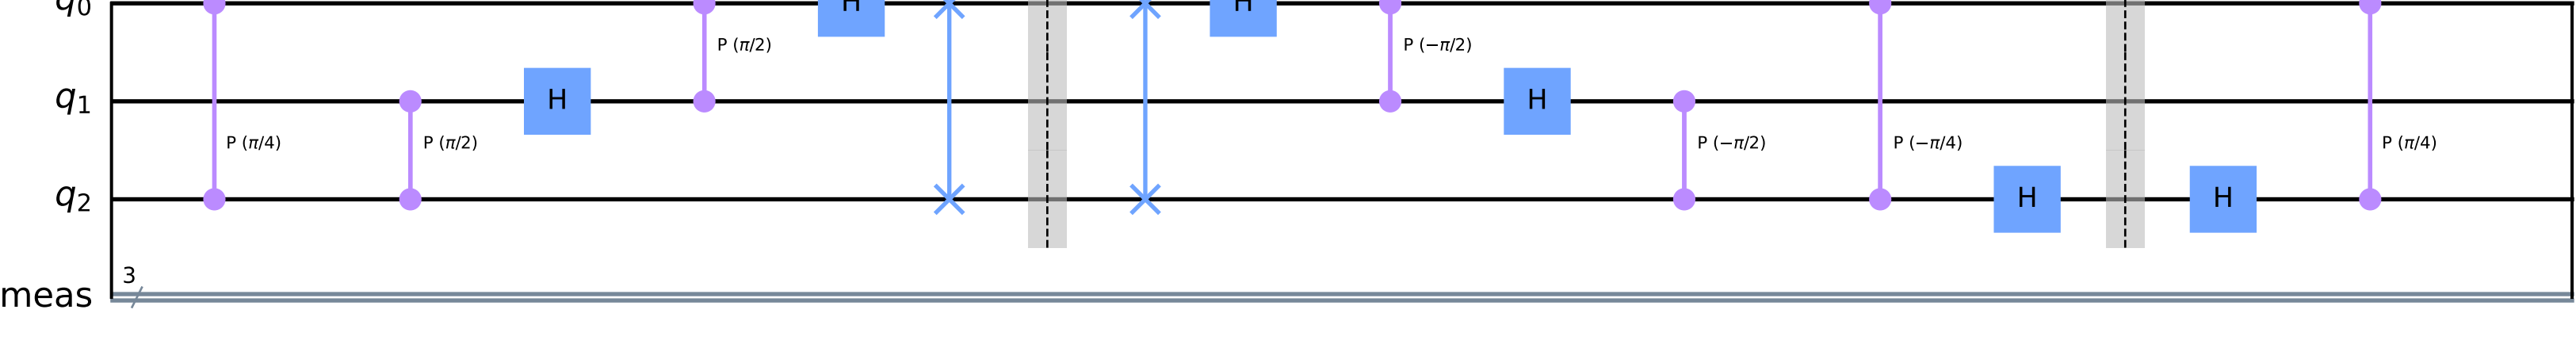 q0 H H
P (π/2) P (−π/2)
q1 H H
P (π/4) P (π/2) P (−π/2) P (−π/4) P (π/4)
q2 H H
3
meas